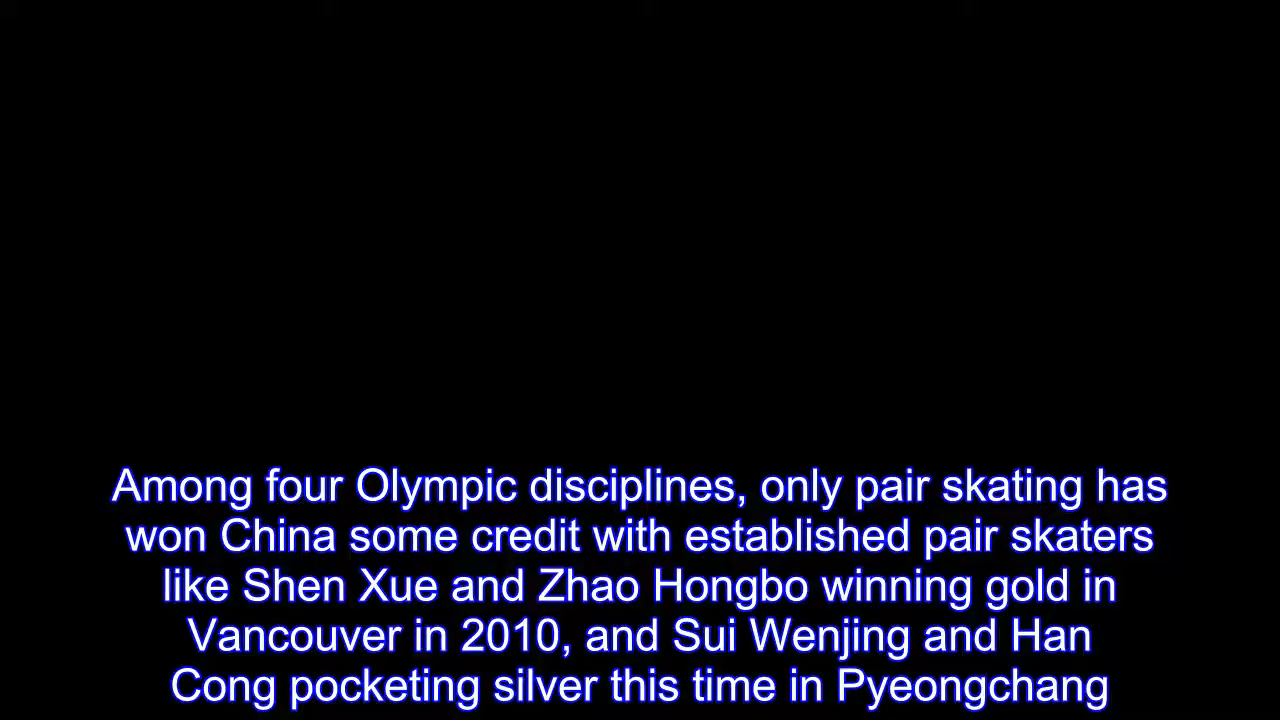 Among four Olympic disciplines, only pair skating has
won China some credit with established pair skaters
like Shen Xue and Zhao Hongbo winning gold in
Vancouver in 2010, and Sui Wenjing and Han
Cong pocketing silver this time in Pyeongchang